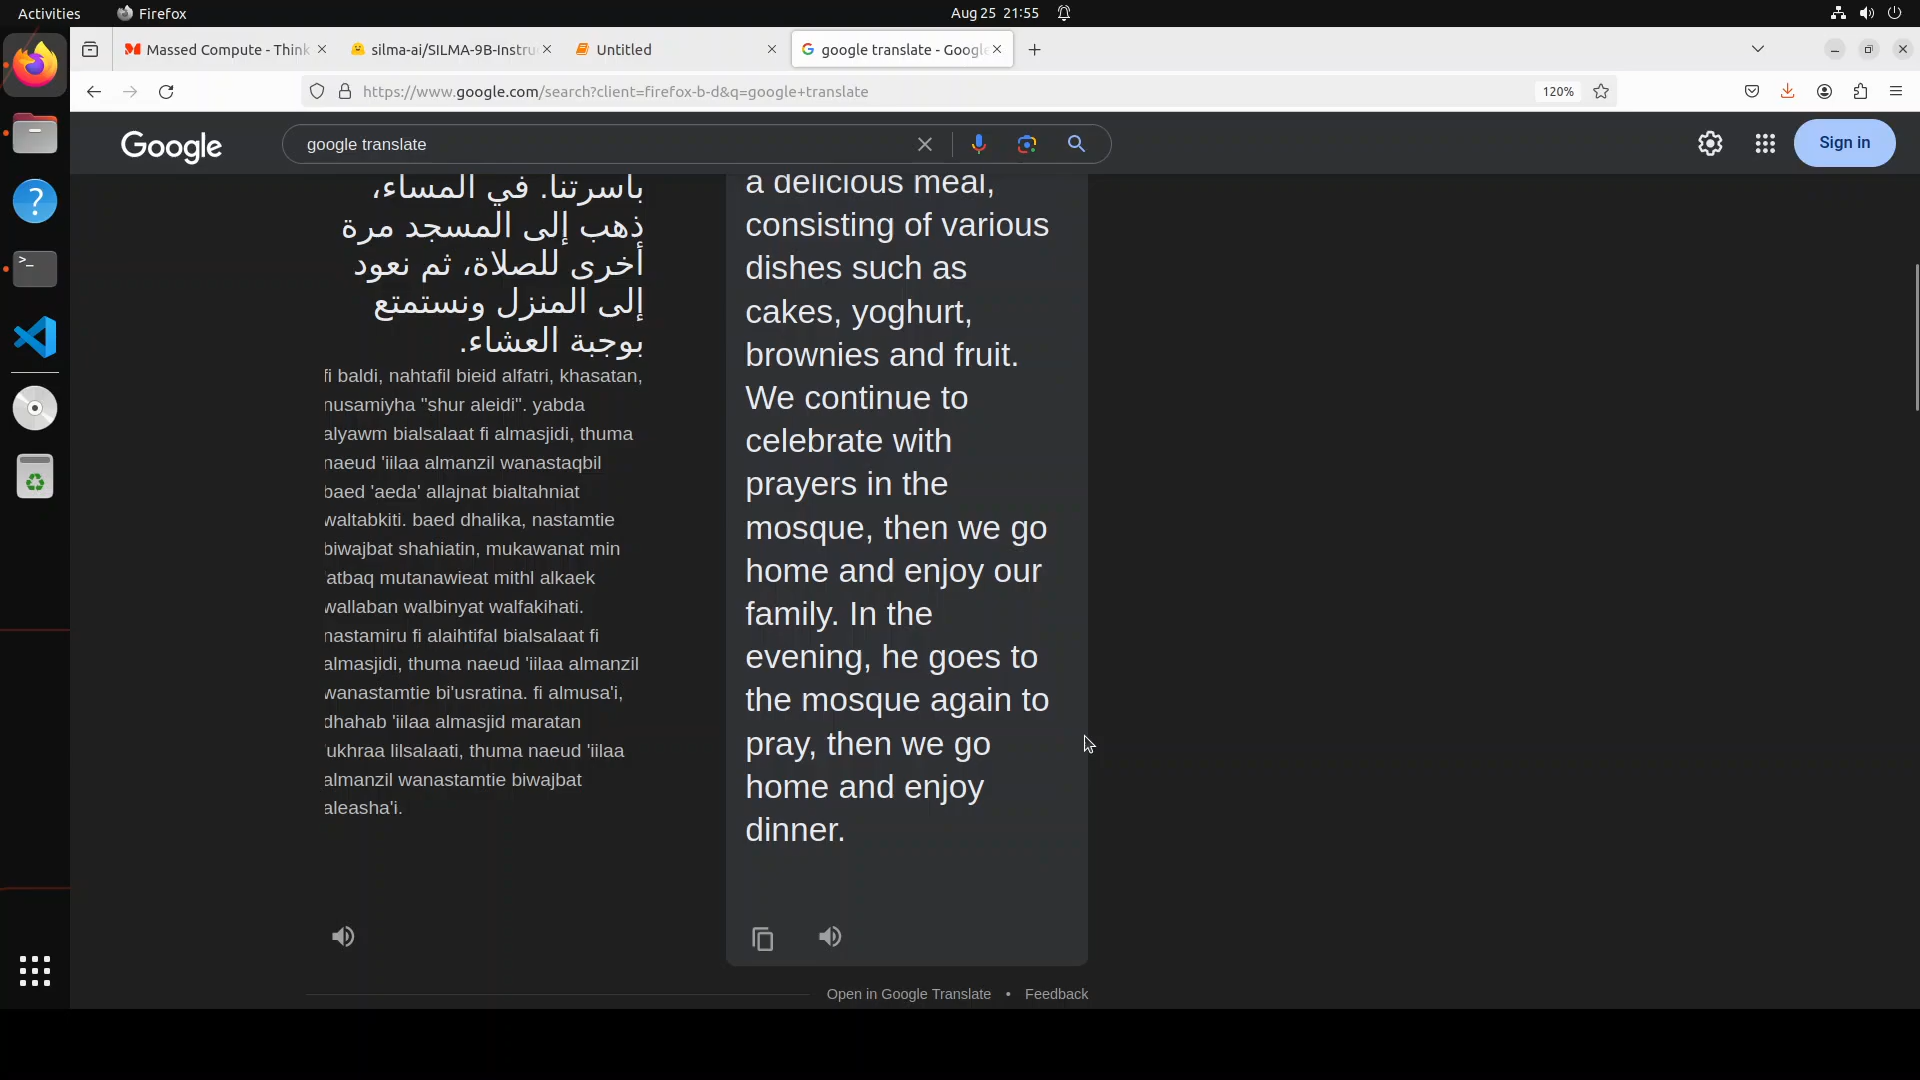 Activities
Firefox
Aug 25 21:55
Massed Compute - Think
silma-ai/SILMA-9B-Instru
Untitled
google translate - Google
https://www.google.com/search?client=firefox-b-d&q=google+translate
120%
Google
google translate
Sign in
بأسرتنا. في المساء،
ذهب إلى المسجد مرة
أخرى للصلاة، ثم نعود
إلى المنزل ونستمتع
بوجبة العشاء.
fi baldi, nahtafil bieid alfatri, khasatan,
nusamiyha "shur aleidi". yabda
alyawm bialsalaat fi almasjidi, thuma
naeud 'iilaa almanzil wanastaqbil
baed 'aeda' allajnat bialtahniat
waltabkiti. baed dhalika, nastamtie
biwajbat shahiatin, mukawanat min
'atbaq mutanawieat mithl alkaek
wallaban walbinyat walfakihati.
nastamiru fi alaihtifal bialsalaat fi
almasjidi, thuma naeud 'iilaa almanzil
wanastamtie bi'usratina. fi almusa'i,
dhahab 'iilaa almasjid maratan
'ukhraa lilsalaati, thuma naeud 'iilaa
almanzil wanastamtie biwajbat
aleasha'i.
a delicious meal,
consisting of various
dishes such as
cakes, yoghurt,
brownies and fruit.
We continue to
celebrate with
prayers in the
mosque, then we go
home and enjoy our
family. In the
evening, he goes to
the mosque again to
pray, then we go
home and enjoy
dinner.
Open in Google Translate • Feedback